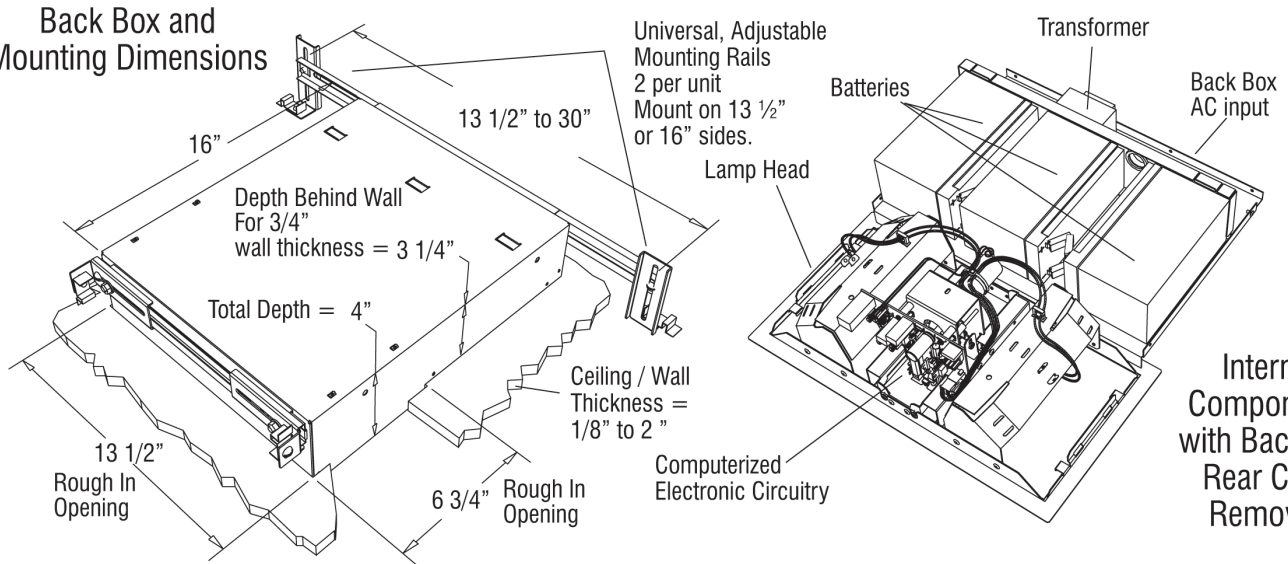 Back Box and
Mounting Dimensions
16”
13 1/2” to 30”
Universal, Adjustable
Mounting Rails
2 per unit
Mount on 13 ½”
or 16” sides.
Depth Behind Wall
For 3/4”
wall thickness = 3 1/4”
Total Depth = 4”
Ceiling / Wall
Thickness =
1/8” to 2 ”
13 1/2”
Rough In
Opening
6 3/4”
Rough In
Opening
Transformer
Batteries
Back Box
AC input
Lamp Head
Computerized
Electronic Circuitry
with
Rear